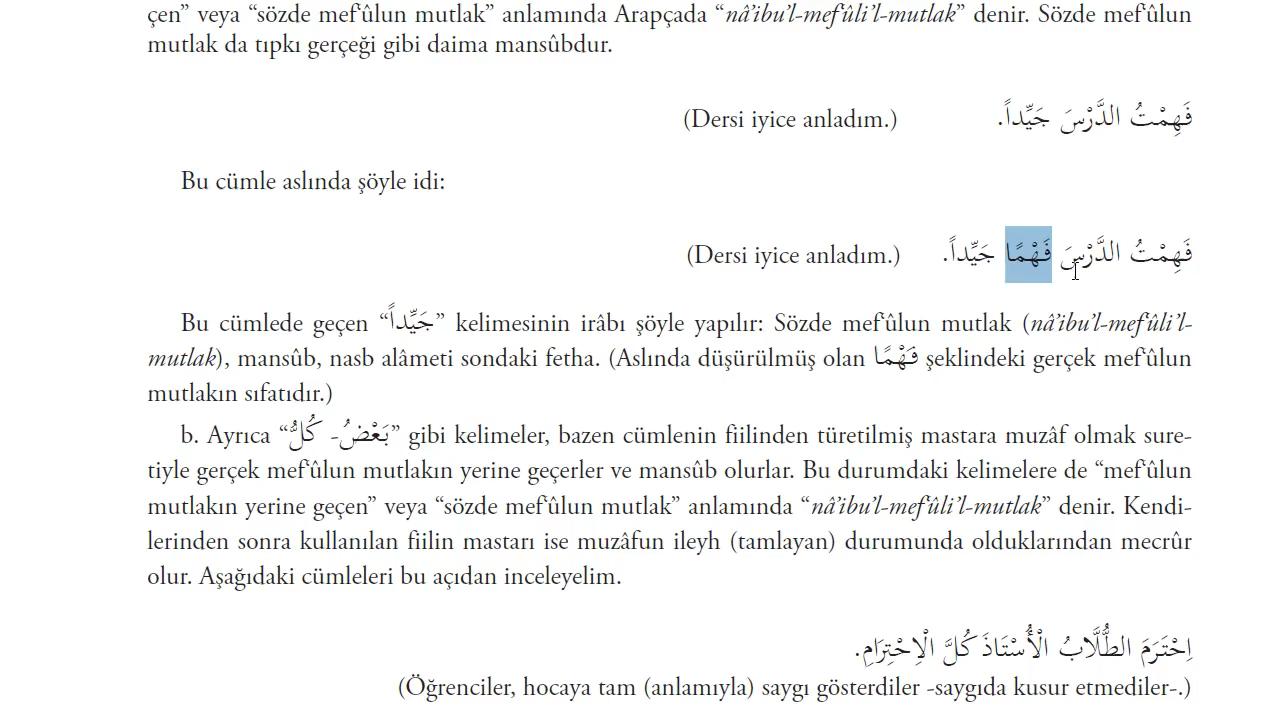 çen” veya “sözde mef‘ûlun mutlak” anlamında Arapçada “nâ’ibu’l-mef‘ûli’l-mutlak” denir. Sözde mef‘ûlun
mutlak da tıpkı gerçeği gibi daima mansûbdur.
(Dersi iyice anladım.) فَهِمْتُ الدَّرْسَ جَيِّداً.
Bu cümle aslında şöyle idi:
(Dersi iyice anladım.) فَهِمْتُ الدَّرْسَ فَهْمًا جَيِّداً.
Bu cümlede geçen “جَيِّداً” kelimesinin irâbı şöyle yapılır: Sözde mef‘ûlun mutlak (nâ’ibu’l-mef‘ûli’l-
mutlak), mansûb, nasb alâmeti sondaki fetha. (Aslında düşürülmüş olan فَهْمًا şeklindeki gerçek mef‘ûlun
mutlakın sıfatıdır.)
b. Ayrıca “بَعْضُ- كُلُّ” gibi kelimeler, bazen cümlenin fiilinden türetilmiş mastara muzâf olmak sure-
tiyle gerçek mef‘ûlun mutlakın yerine geçerler ve mansûb olurlar. Bu durumdaki kelimelere de “mef‘ûlun
mutlakın yerine geçen” veya “sözde mef‘ûlun mutlak” anlamında “nâ’ibu’l-mef‘ûli’l-mutlak” denir. Kendi-
lerinden sonra kullanılan fiilin mastarı ise muzâfun ileyh (tamlayan) durumunda olduklarından mecrûr
olur. Aşağıdaki cümleleri bu açıdan inceleyelim.
اِحْتَرَمَ الطُّلَّابُ الْأُسْتَاذَ كُلَّ الْاِحْتِرَامِ.
(Öğrenciler, hocaya tam (anlamıyla) saygı gösterdiler -saygıda kusur etmediler-.)